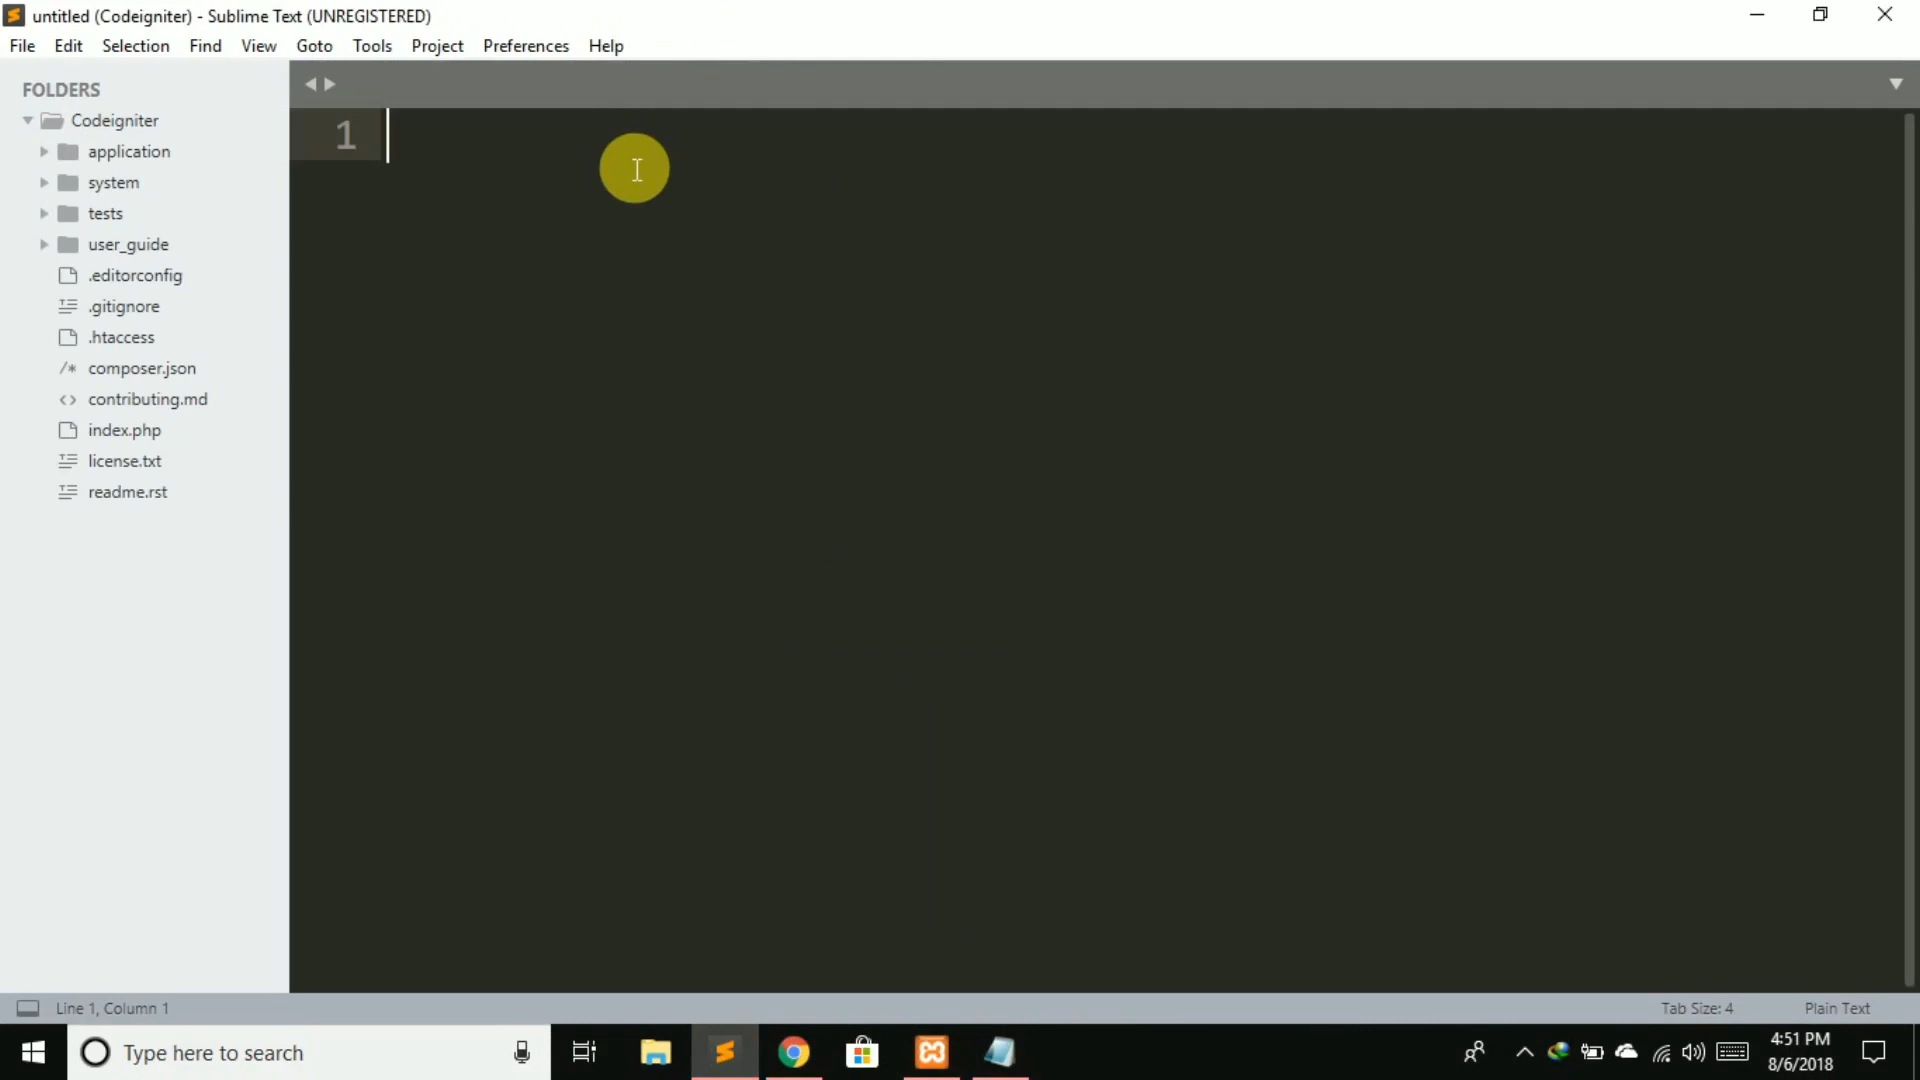 untitled (Codeigniter) - Sublime Text (UNREGISTERED)
File Edit Selection Find View Goto Tools Project Preferences Help
FOLDERS
Codeigniter
application
system
tests
user_guide
.editorconfig
.gitignore
.htaccess
composer.json
contributing.md
index.php
license.txt
readme.rst
1
Line 1, Column 1
Tab Size: 4
Plain Text
Type here to search
4:51 PM
8/6/2018